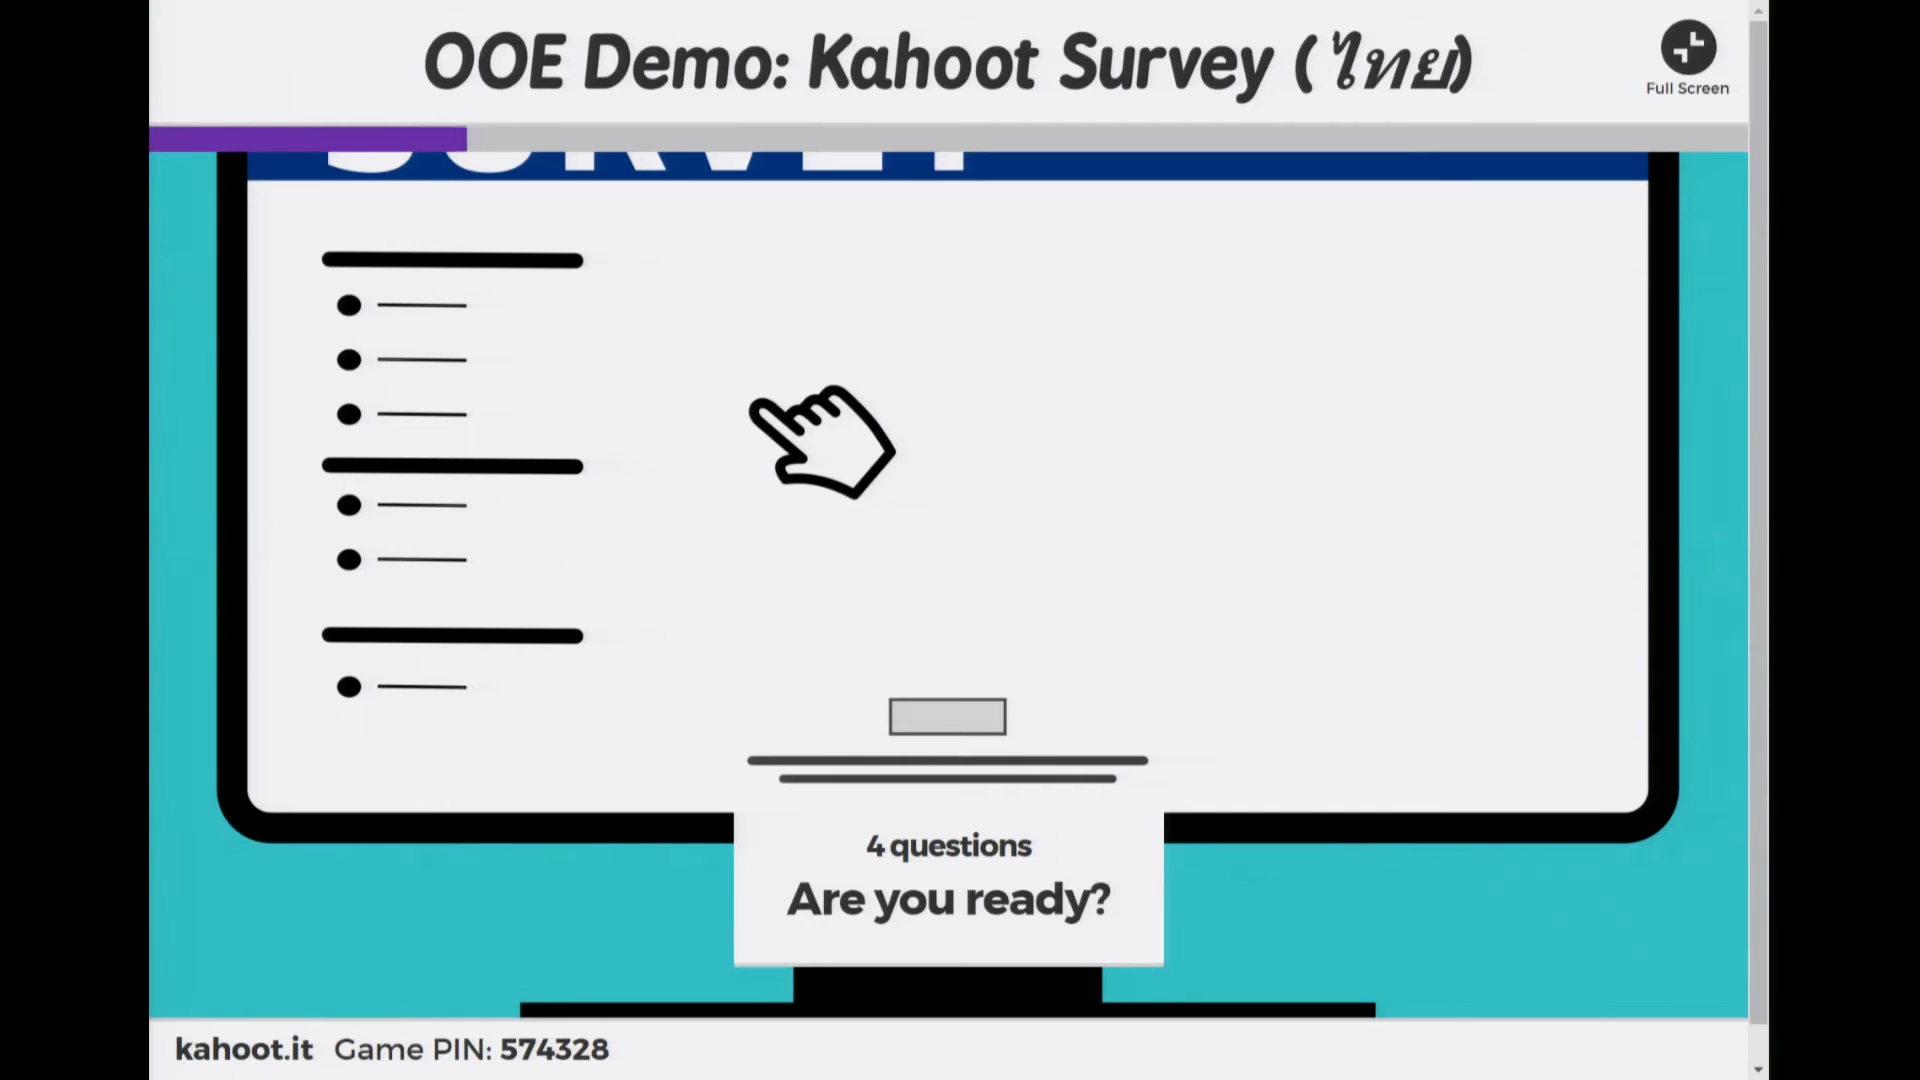 OOE Demo: Kahoot Survey (ไทย)
Full Screen
SURVEY
4 questions
Are you ready?
kahoot.it Game PIN: 574328